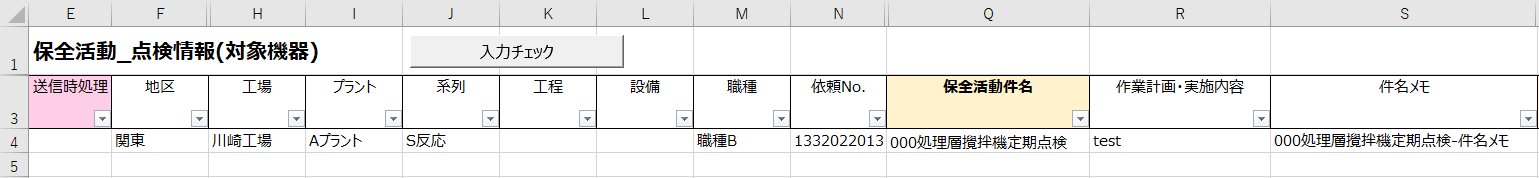 E F H I J K L M N Q R S
1 保全活動_点検情報(対象機器) 入力チェック
3 送信時処理 地区 工場 プラント 系列 工程 設備 職種 依頼No. 保全活動件名 作業計画・実施内容 件名メモ
4 関東 川崎工場 Aプラント S反応 職種B 1332022013 000処理層攪拌機定期点検 test 000処理層攪拌機定期点検-件名メモ
5